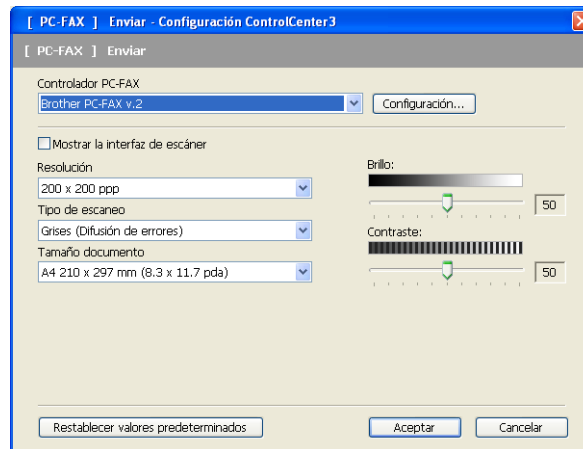 [ PC-FAX ] Enviar - Configuración ControlCenter3
[ PC-FAX ] Enviar
Controlador PC-FAX
Brother PC-FAX v.2
Configuración...
Mostrar la interfaz de escáner
Resolución
200 x 200 ppp
Tipo de escaneo
Grises (Difusión de errores)
Tamaño documento
A4 210 x 297 mm (8.3 x 11.7 pda)
Brillo:
50
Contraste:
50
Restablecer valores predeterminados
Aceptar
Cancelar